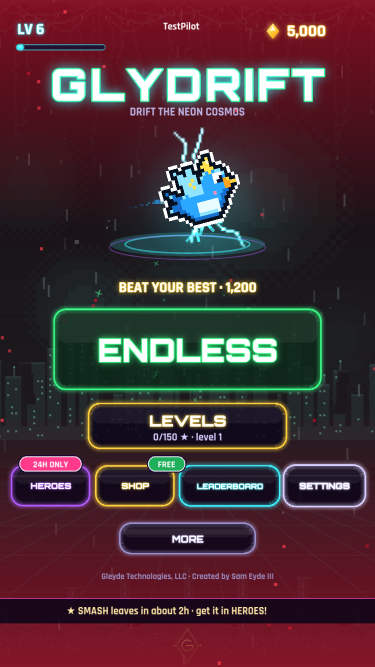 LV 6
TestPilot
5,000
GLYDRIFT
DRIFT THE NEON COSMOS
BEAT YOUR BEST · 1,200
ENDLESS
LEVELS
0/150 ★ · level 1
24H ONLY
FREE
HEROES
SHOP
LEADERBOARD
SETTINGS
MORE
Gleyde Technologies, LLC · Created by Sam Eyde III
★ SMASH leaves in about 2h · get it in HEROES!
G